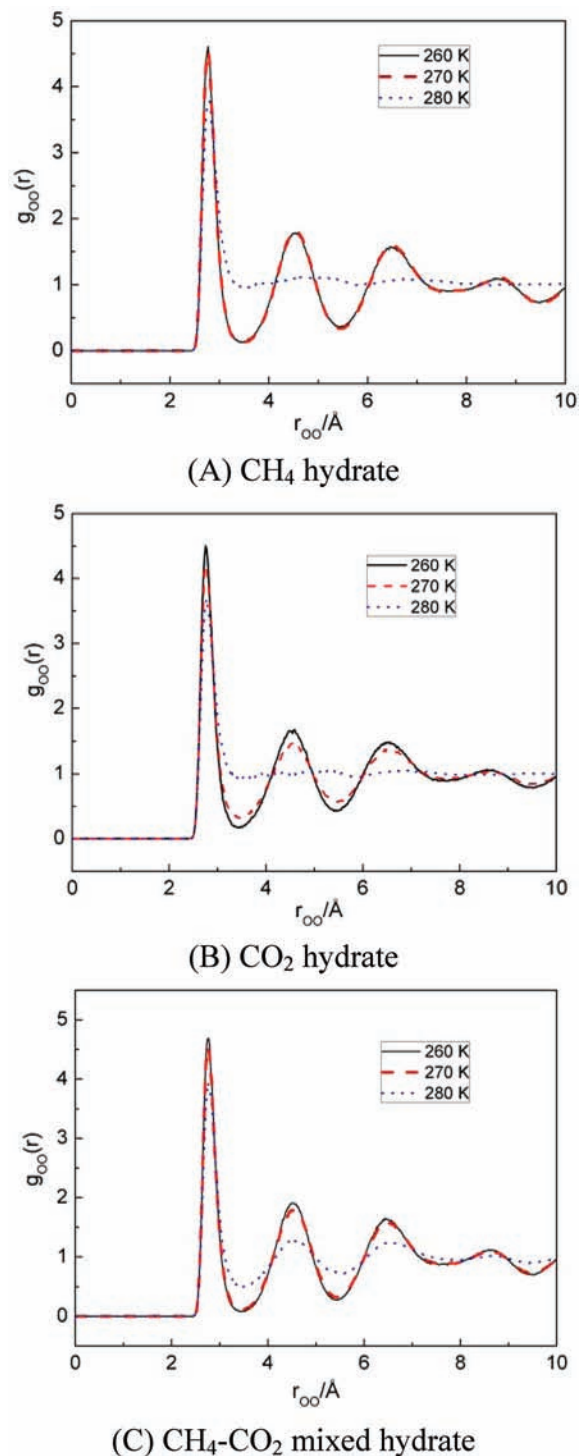 5
4
3
2
1
0
g_OO(r)
260 K
270 K
280 K
0 2 4 6 8 10
r_OO/Å
(A) CH₄ hydrate
5
4
3
2
1
0
g_OO(r)
260 K
270 K
280 K
0 2 4 6 8 10
r_OO/Å
(B) CO₂ hydrate
5
4
3
2
1
0
g_OO(r)
260 K
270 K
280 K
0 2 4 6 8 10
r_OO/Å
(C) CH₄-CO₂ mixed hydrate